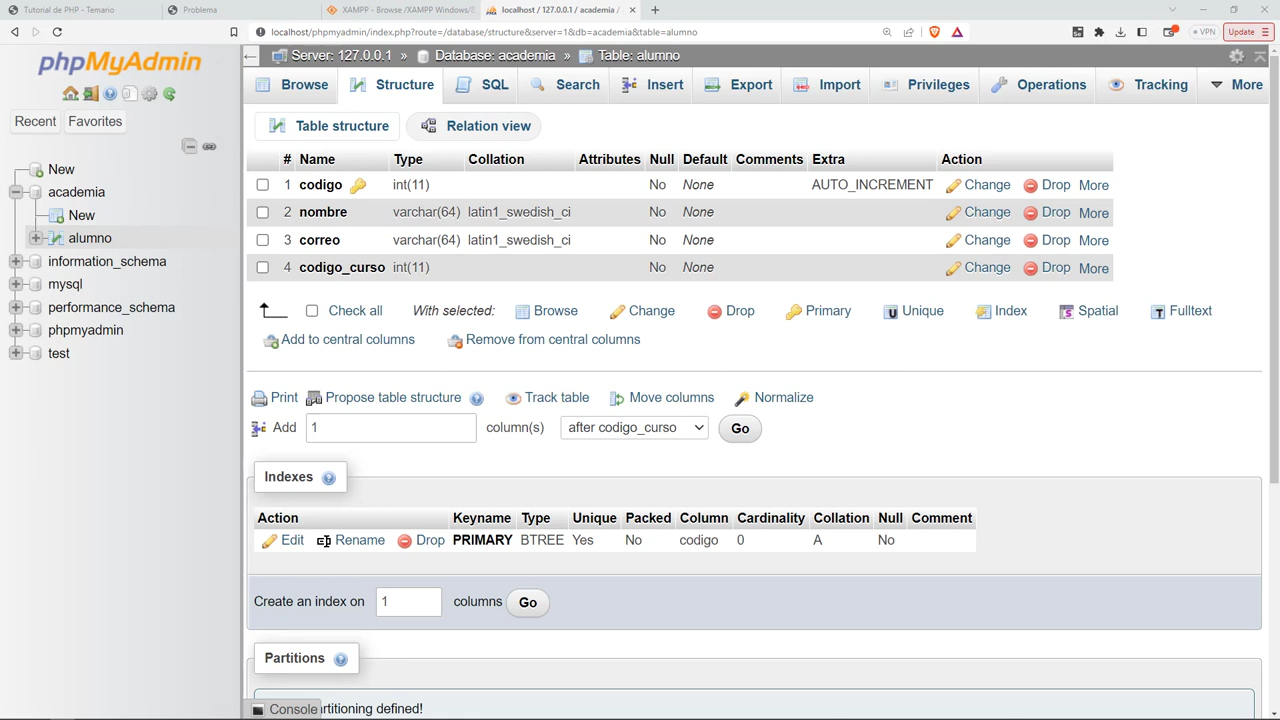 Tutorial de PHP - Temario
Problema
XAMPP - Browse /XAMPP Windows/8
localhost / 127.0.0.1 / academia /
localhost/phpmyadmin/index.php?route=/database/structure&server=1&db=academia&table=alumno
VPN
Update
phpMyAdmin
Recent
Favorites
New
academia
New
alumno
information_schema
mysql
performance_schema
phpmyadmin
test
Server: 127.0.0.1 » Database: academia » Table: alumno
Browse Structure SQL Search Insert Export Import Privileges Operations Tracking More
Table structure Relation view
# Name Type Collation Attributes Null Default Comments Extra Action
1 codigo int(11) No None AUTO_INCREMENT Change Drop More
2 nombre varchar(64) latin1_swedish_ci No None Change Drop More
3 correo varchar(64) latin1_swedish_ci No None Change Drop More
4 codigo_curso int(11) No None Change Drop More
Check all With selected: Browse Change Drop Primary Unique Index Spatial Fulltext
Add to central columns Remove from central columns
Print Propose table structure Track table Move columns Normalize
Add 1 column(s) after codigo_curso Go
Indexes
Action Keyname Type Unique Packed Column Cardinality Collation Null Comment
Edit Rename Drop PRIMARY BTREE Yes No codigo 0 A No
Create an index on 1 columns Go
Partitions
Console
rtitioning defined!